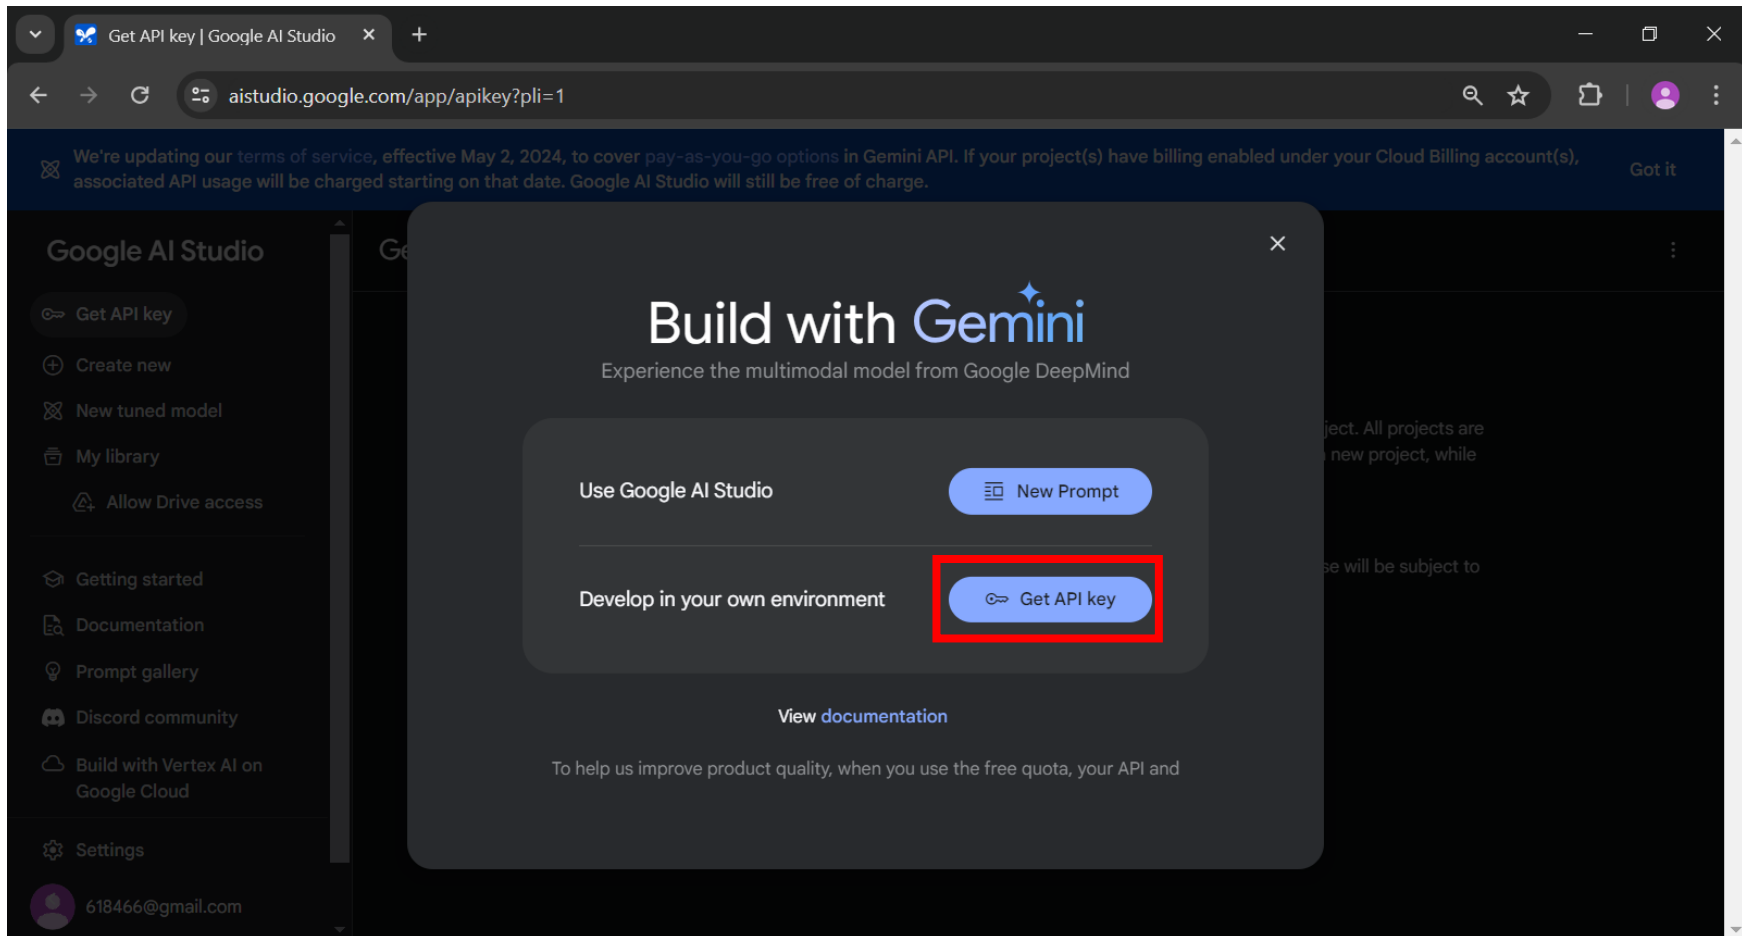 Get API key | Google AI Studio
aistudio.google.com/app/apikey?pli=1
We're updating our terms of service, effective May 2, 2024, to cover pay-as-you-go options in Gemini API. If your project(s) have billing enabled under your Cloud Billing account(s),
associated API usage will be charged starting on that date. Google AI Studio will still be free of charge.
Got it
Google AI Studio
Get API key
Create new
New tuned model
My library
Allow Drive access
Getting started
Documentation
Prompt gallery
Discord community
Build with Vertex AI on
Google Cloud
Settings
618466@gmail.com
Build with Gemini
Experience the multimodal model from Google DeepMind
Use Google AI Studio
New Prompt
Develop in your own environment
Get API key
View documentation
To help us improve product quality, when you use the free quota, your API and
All projects are
new project, while
will be subject to